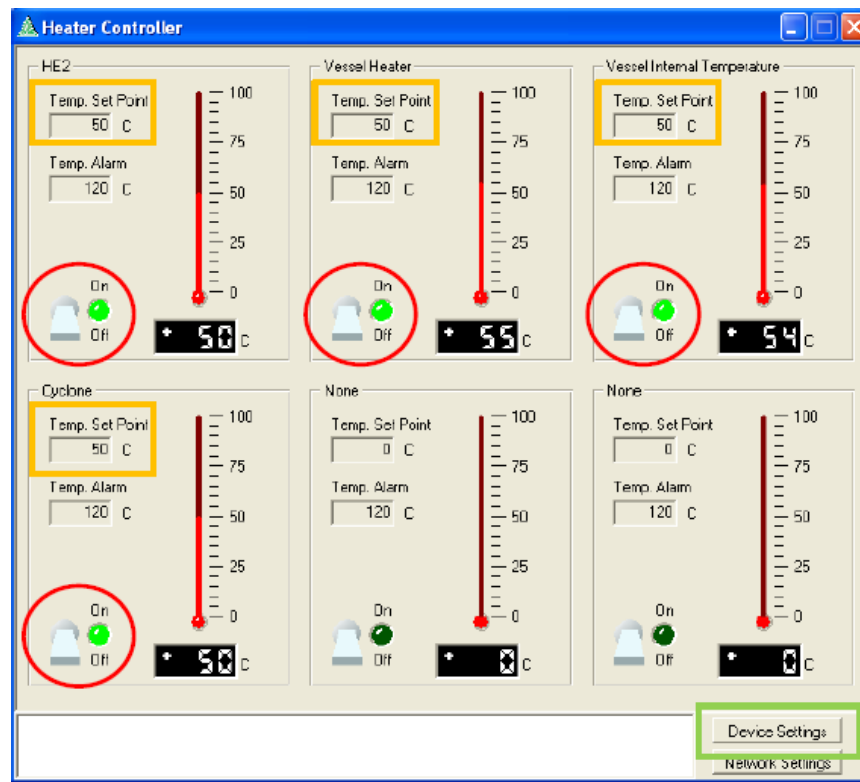 Heater Controller
HE2
Temp. Set Point
50 C
Temp. Alarm
120 C
On
Off
100
75
50
25
0
+ 50 C
Vessel Heater
Temp. Set Point
50 C
Temp. Alarm
120 C
On
Off
100
75
50
25
0
+ 55 C
Vessel Internal Temperature
Temp. Set Point
50 C
Temp. Alarm
120 C
On
Off
100
75
50
25
0
+ 54 C
Cyclone
Temp. Set Point
50 C
Temp. Alarm
120 C
On
Off
100
75
50
25
0
+ 50 C
None
Temp. Set Point
0 C
Temp. Alarm
120 C
On
Off
100
75
50
25
0
+ 0 C
None
Temp. Set Point
0 C
Temp. Alarm
120 C
On
Off
100
75
50
25
0
+ 0 C
Device Settings
Network Settings